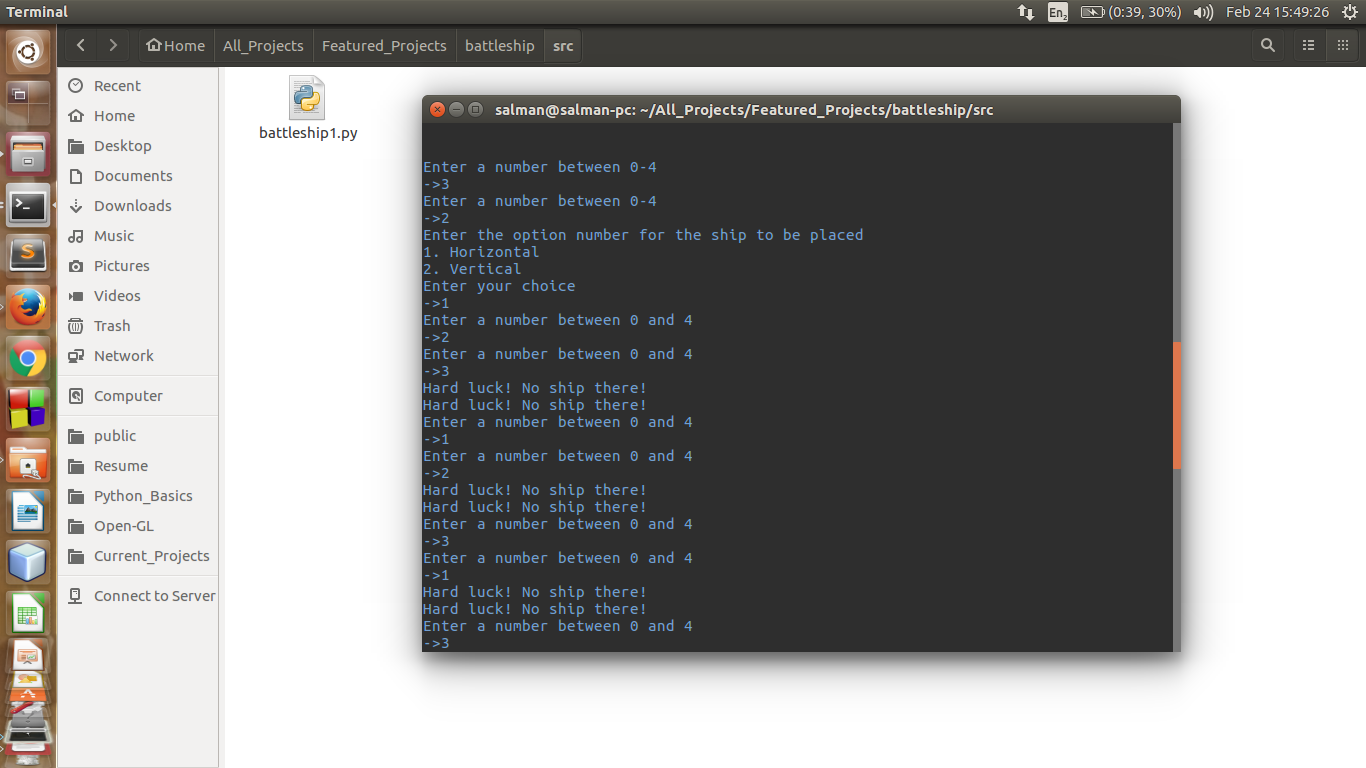 Terminal
En2 (0:39, 30%) Feb 24 15:49:26
Home All_Projects Featured_Projects battleship src
Recent
Home
Desktop
Documents
Downloads
Music
Pictures
Videos
Trash
Network
Computer
public
Resume
Python_Basics
Open-GL
Current_Projects
Connect to Server
battleship1.py
salman@salman-pc: ~/All_Projects/Featured_Projects/battleship/src
Enter a number between 0-4
->3
Enter a number between 0-4
->2
Enter the option number for the ship to be placed
1. Horizontal
2. Vertical
Enter your choice
->1
Enter a number between 0 and 4
->2
Enter a number between 0 and 4
->3
Hard luck! No ship there!
Hard luck! No ship there!
Enter a number between 0 and 4
->1
Enter a number between 0 and 4
->2
Hard luck! No ship there!
Hard luck! No ship there!
Enter a number between 0 and 4
->3
Enter a number between 0 and 4
->1
Hard luck! No ship there!
Hard luck! No ship there!
Enter a number between 0 and 4
->3